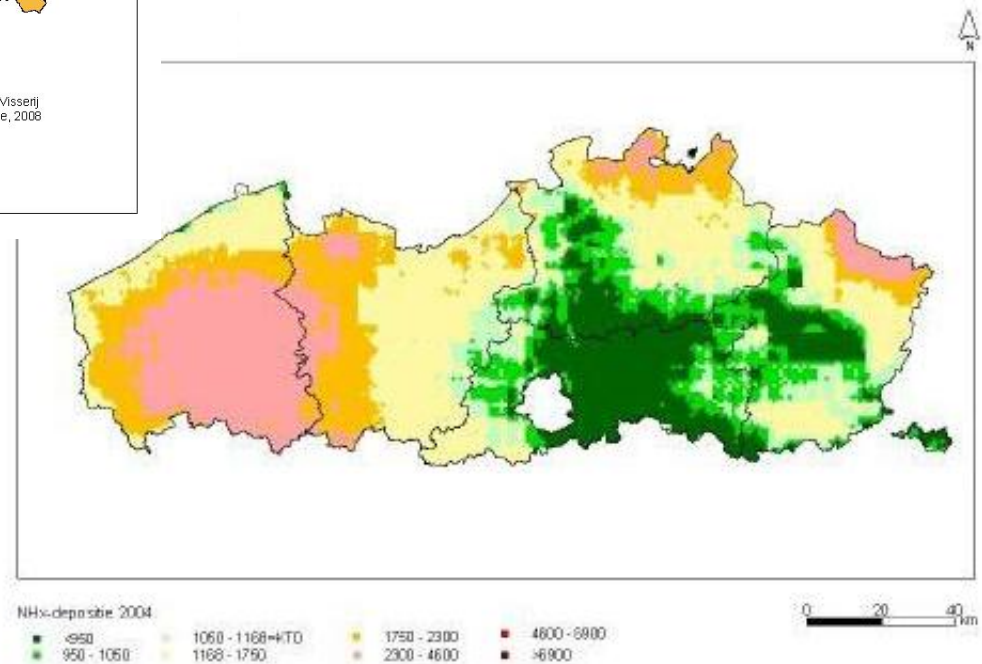 Visserij
e, 2008
N
NHx-depositie 2004
<950
950 - 1050
1050 - 1168=KTD
1168 - 1750
1750 - 2300
2300 - 4600
4600 - 6900
>6900
0 20 40
km